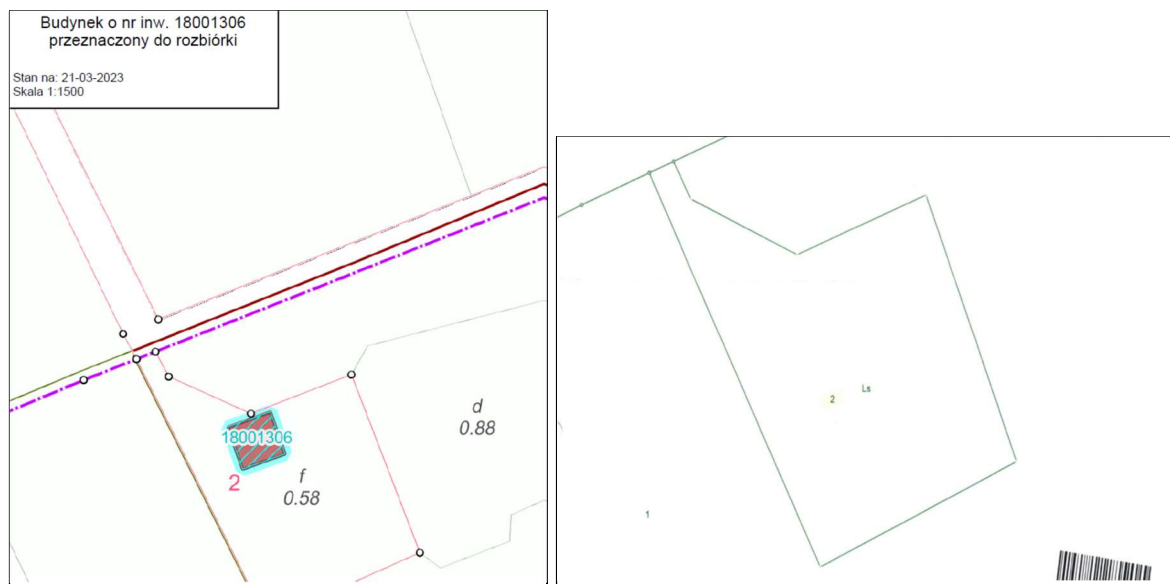 Budynek o nr inw. 18001306
przeznaczony do rozbiórki
Stan na: 21-03-2023
Skala 1:1500
d
0.88
18001306
f
2
0.58
Ls
2
1